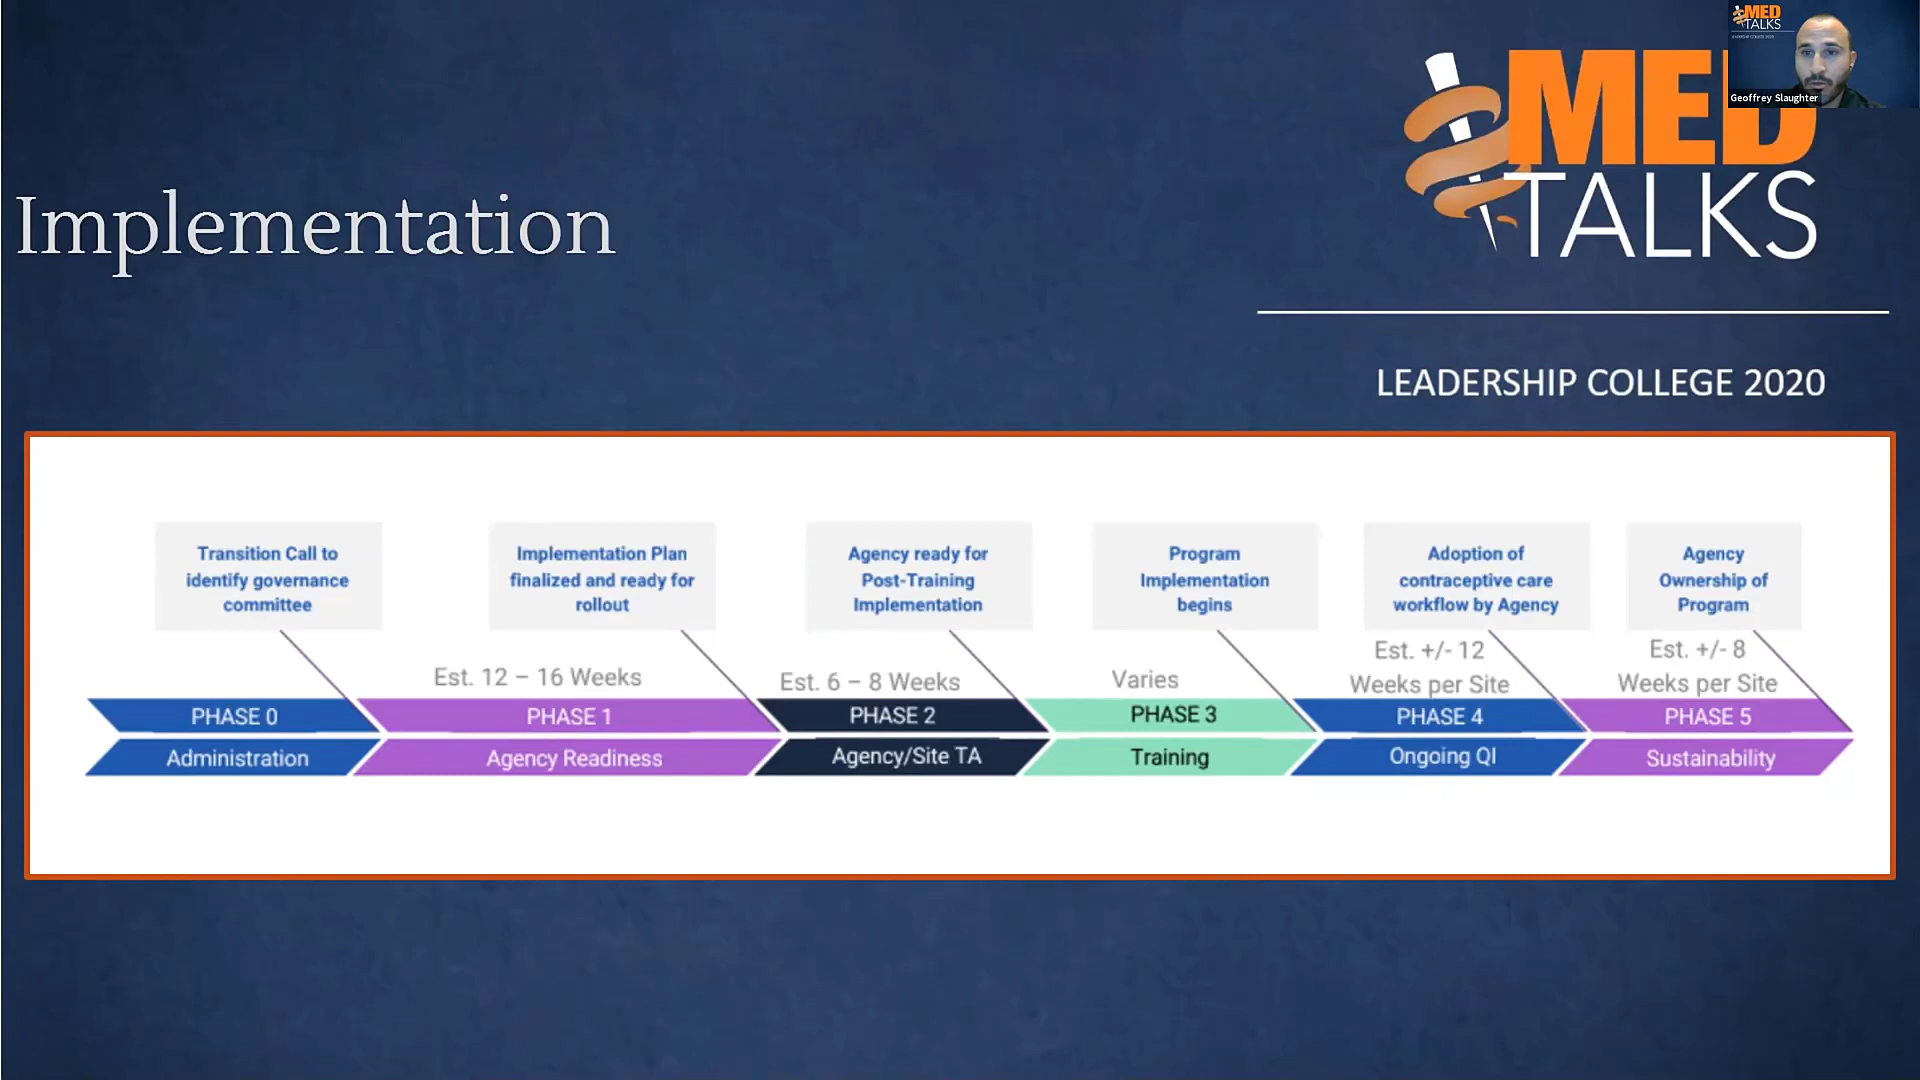 MED
TALKS
Geoffrey Slaughter
MED
TALKS
Implementation
LEADERSHIP COLLEGE 2020
Transition Call to
identify governance
committee
Implementation Plan
finalized and ready for
rollout
Agency ready for
Post-Training
Implementation
Program
Implementation
begins
Adoption of
contraceptive care
workflow by Agency
Agency
Ownership of
Program
Est. 12 – 16 Weeks
Est. 6 – 8 Weeks
Varies
Est. +/- 12
Weeks per Site
Est. +/- 8
Weeks per Site
PHASE 0
PHASE 1
PHASE 2
PHASE 3
PHASE 4
PHASE 5
Administration
Agency Readiness
Agency/Site TA
Training
Ongoing QI
Sustainability